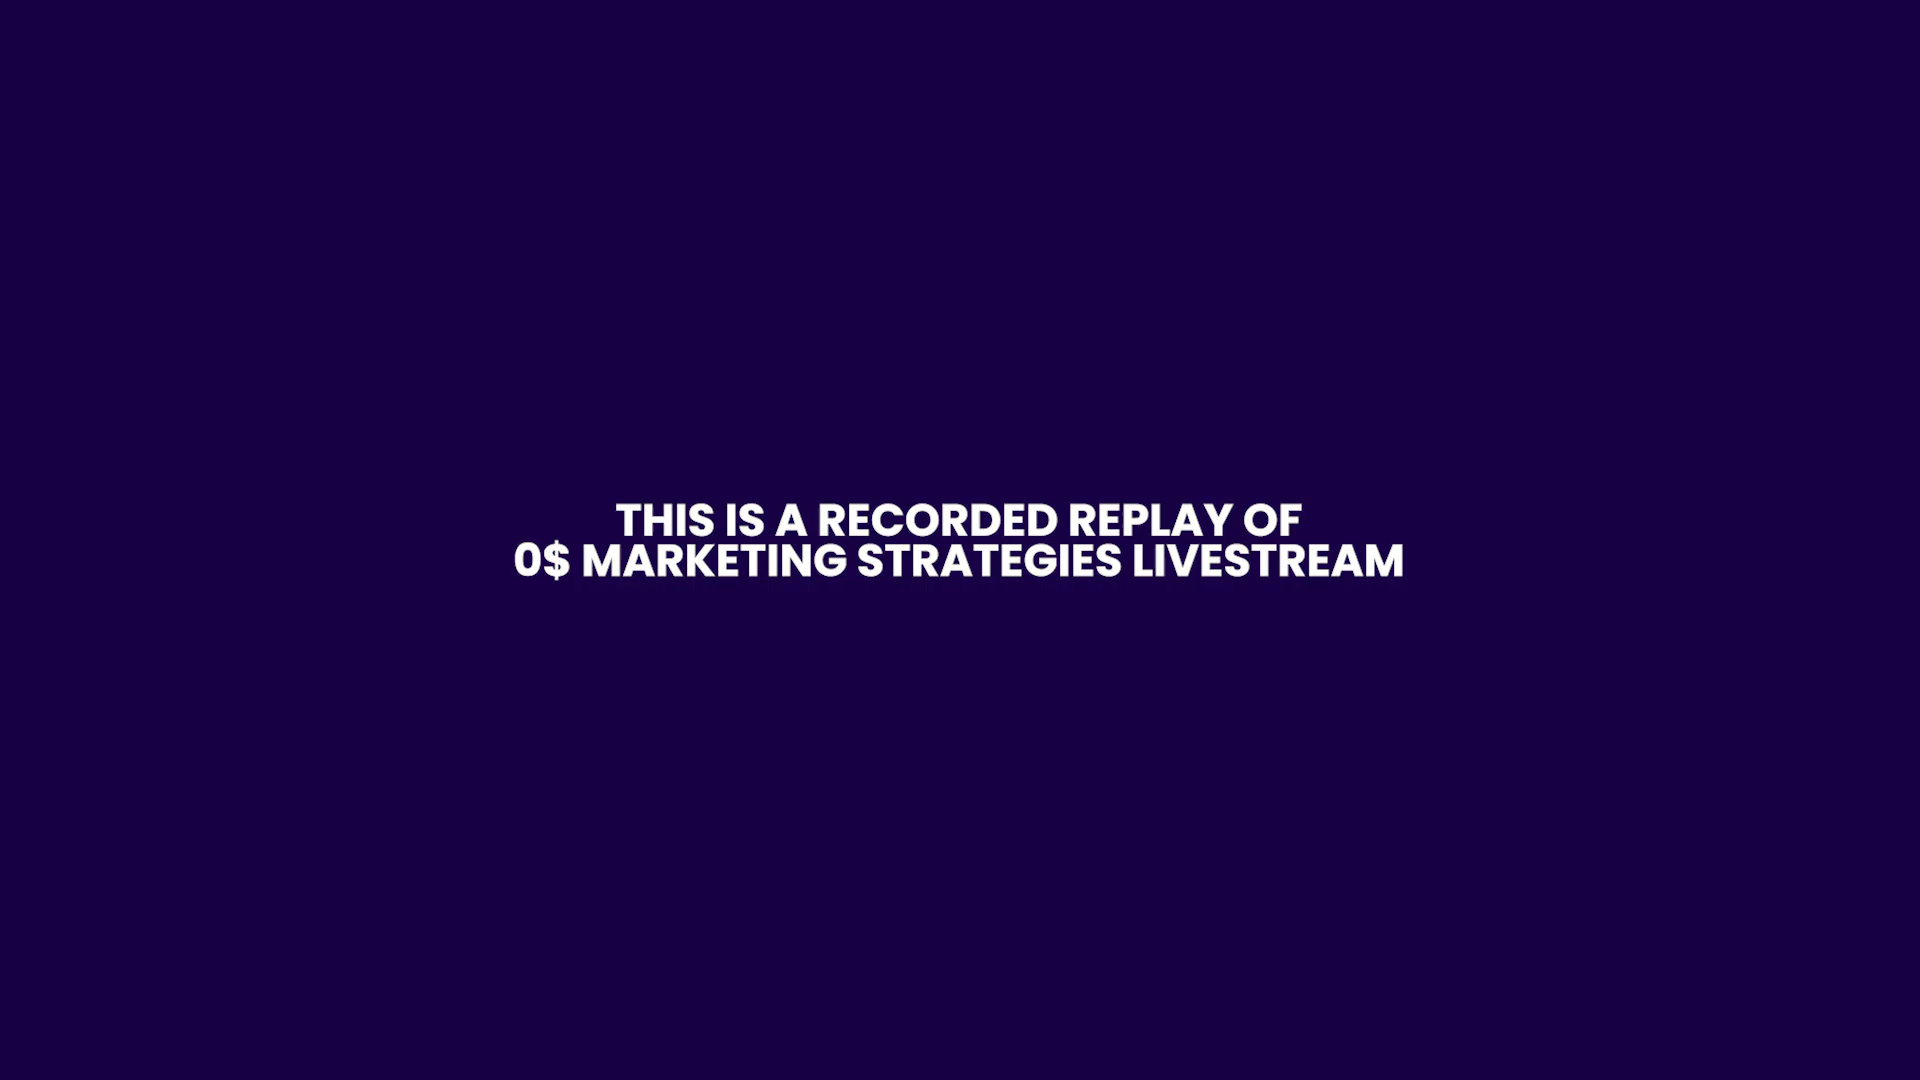 THIS IS A RECORDED REPLAY OF
0$ MARKETING STRATEGIES LIVESTREAM